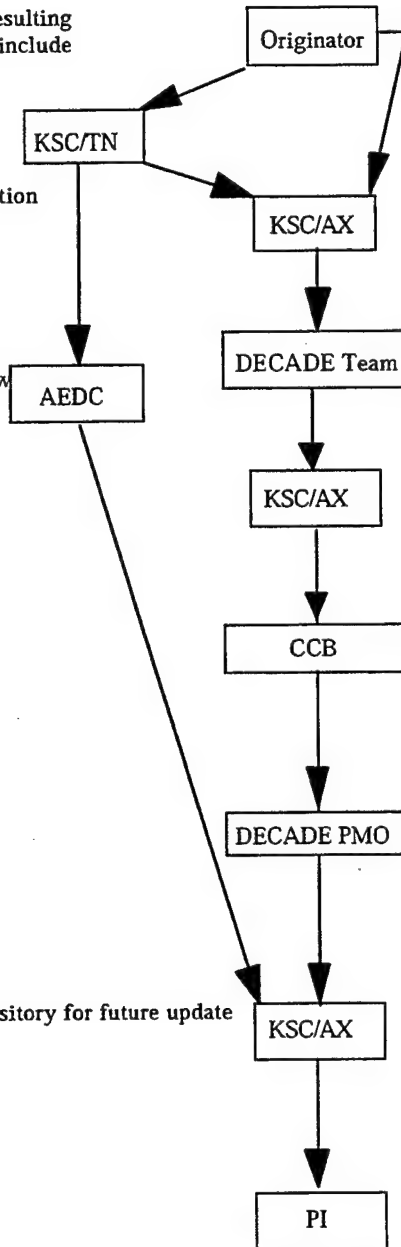 esulting
Originator
include
KSC/TN
tion
KSC/AX
DECADE Team
w
AEDC
KSC/AX
CCB
DECADE PMO
sitory for future update
KSC/AX
PI